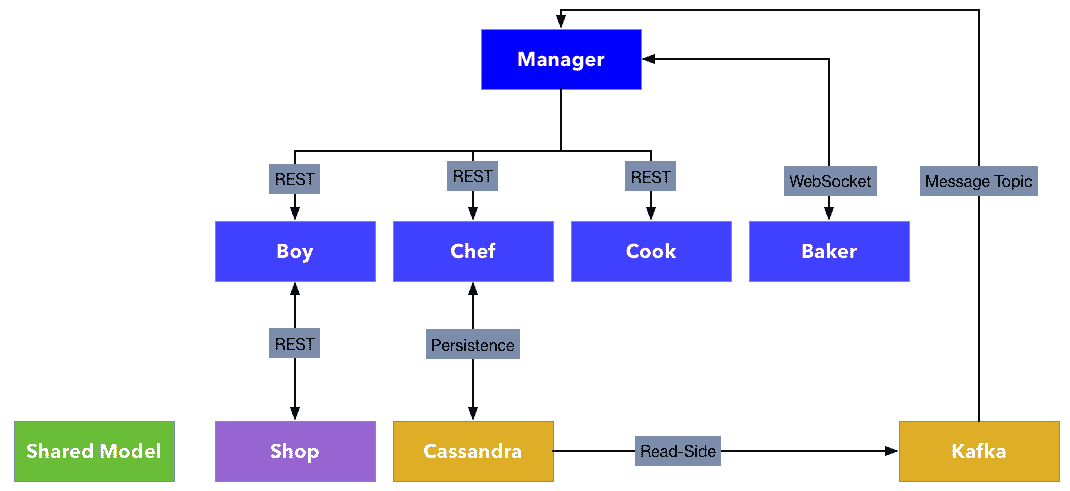 Manager
REST
REST
REST
WebSocket
Message Topic
Boy
Chef
Cook
Baker
REST
Persistence
Shared Model
Shop
Cassandra
Read-Side
Kafka